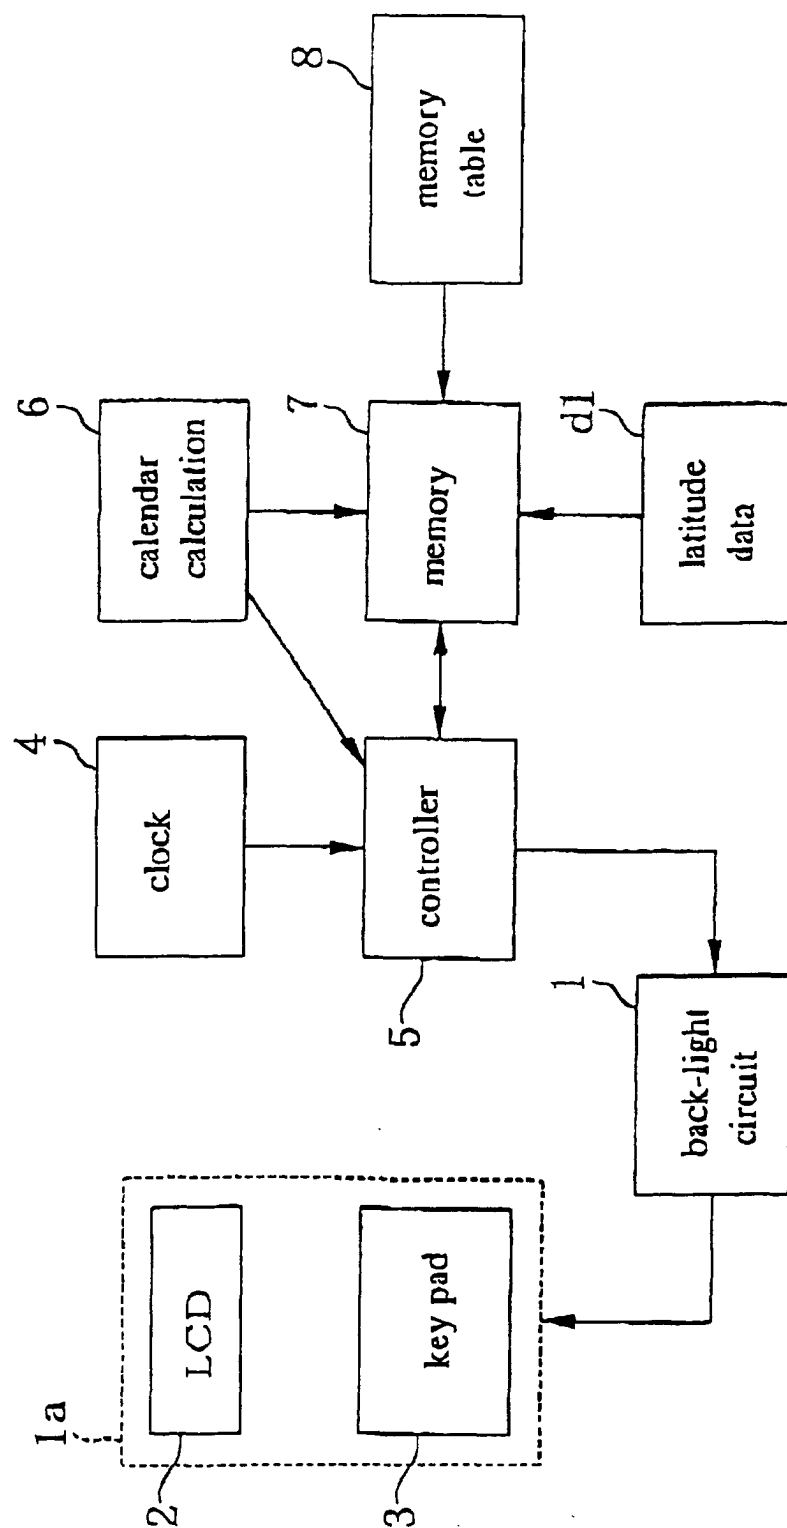 1a
2
LCD
4
clock
6
calendar
calculation
3
key pad
5
controller
7
memory
8
memory
table
1
back-light
circuit
d1
latitude
data